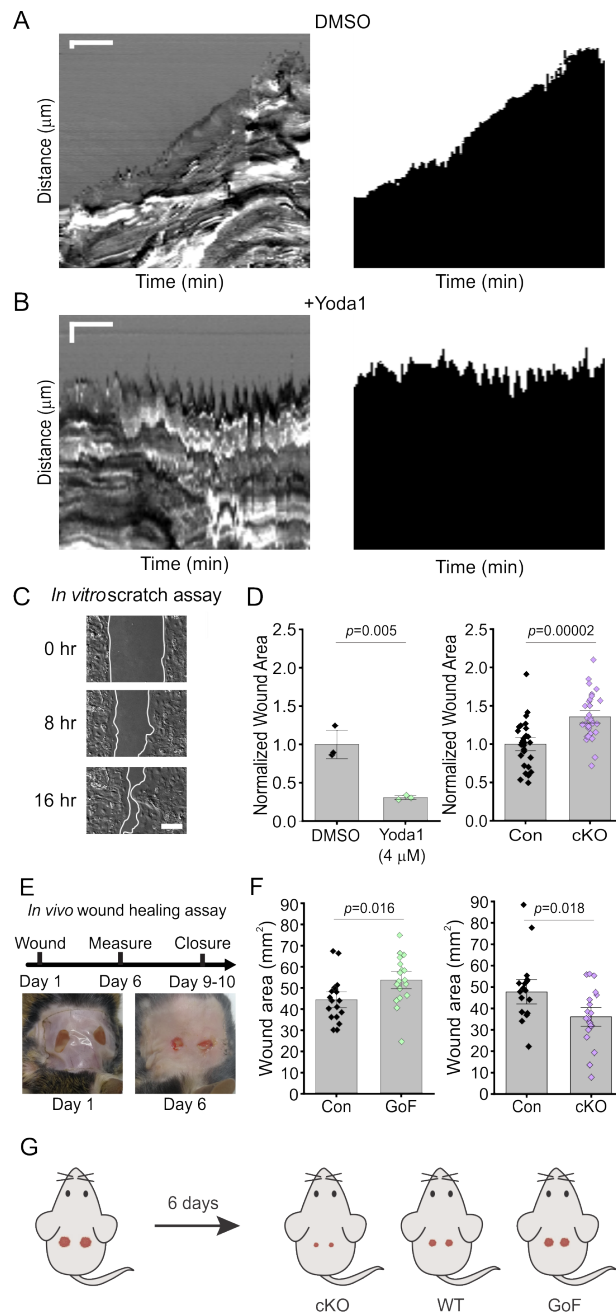 A
DMSO
Distance (µm)
Time (min)
Time (min)
B
+Yoda1
Distance (µm)
Time (min)
Time (min)
C
In vitro scratch assay
0 hr
8 hr
16 hr
D
p=0.005
Normalized Wound Area
2.5
2.0
1.5
1.0
0.5
0.0
DMSO
Yoda1
(4 µM)
p=0.00002
Normalized Wound Area
2.5
2.0
1.5
1.0
0.5
0.0
Con
cKO
E
In vivo wound healing assay
Wound
Measure
Closure
Day 1
Day 6
Day 9-10
Day 1
Day 6
F
p=0.016
Wound area (mm²)
90
80
70
60
50
40
30
20
10
0
Con
GoF
p=0.018
Wound area (mm²)
90
80
70
60
50
40
30
20
10
0
Con
cKO
G
6 days
cKO
WT
GoF